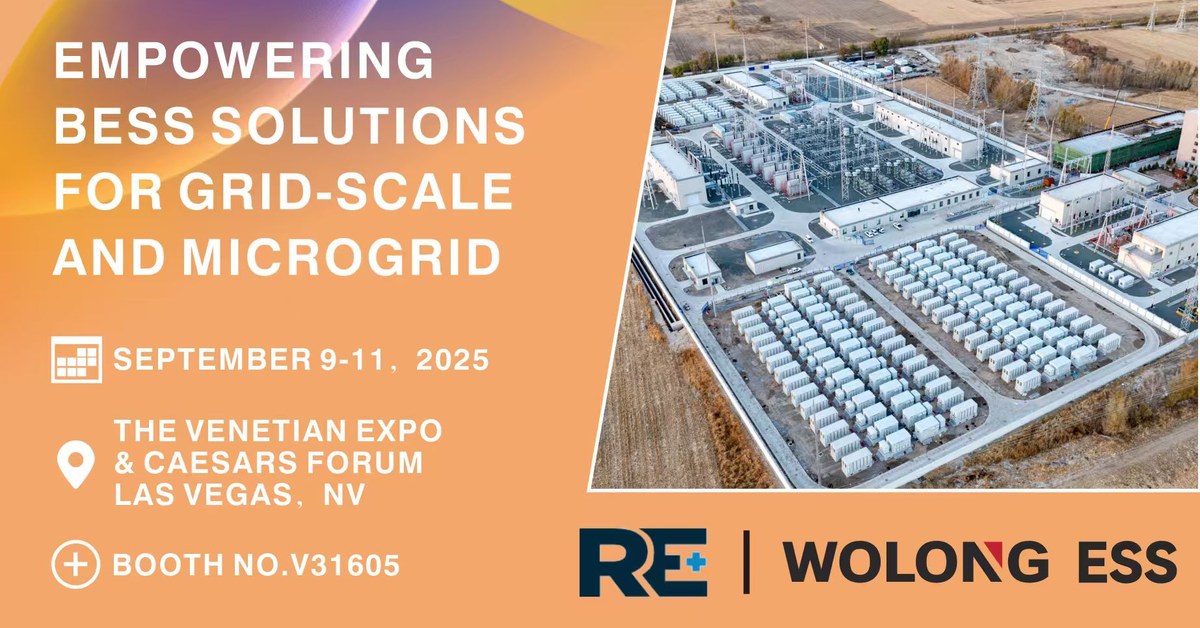 EMPOWERING
BESS SOLUTIONS
FOR GRID-SCALE
AND MICROGRID
SEPTEMBER 9-11, 2025
THE VENETIAN EXPO
& CAESARS FORUM
LAS VEGAS, NV
BOOTH NO.V31605
RE+ | WOLONG ESS